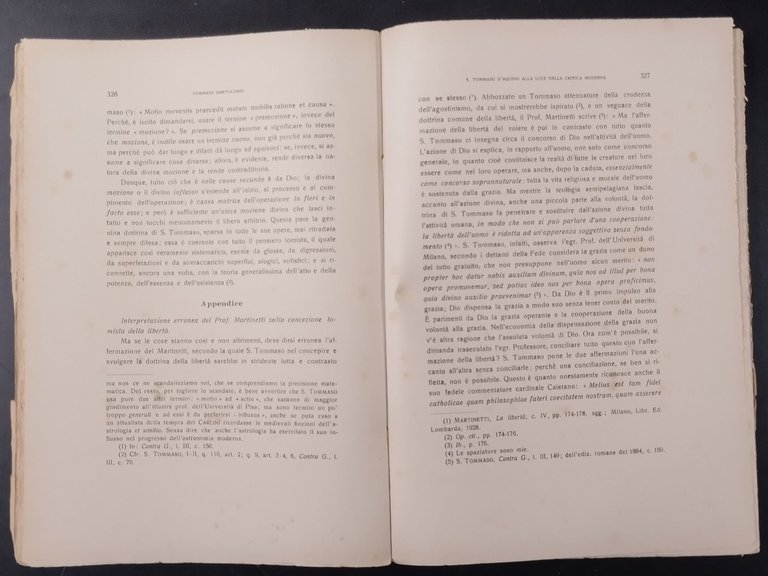 326
TOMMASO BARTOLOMEI
maso (¹): « Motio moventis praecedit motum mobilis ratione et causa ».
Perchè, è lecito dimandarsi, usare il termine « premozione », invece del
termine « mozione? ». Se premozione si assume a significare lo stesso
che mozione, è inutile usare un termine nuovo, non già perchè sia nuovo,
ma perchè può dar luogo e difatti dà luogo ad equivoci: se, invece, si as-
sume a significare cosa diversa; allora, è evidente, rende diversa la na-
tura della divina mozione e la rende contradditoria.
Dunque, tutto ciò che è nelle cause seconde è da Dio; la divina
mozione o il divino influsso s'estende all'inizio, al processo e al com-
pimento dell'operazione; è causa motrice dell'operazione in fieri e in
facto esse; e però è sufficiente un'unica mozione divina che lasci intat-
to e non tocchi menomamente il libero arbitrio. Questa pare la ge-
nuina dottrina di S. Tommaso, sparsa in tutte le sue opere, mai ritrattata
e sempre difesa; essa è coerente con tutto il pensiero tomista, il quale
apparisce così veramente sistematico, esente da glosse, da digressioni,
da superfetazioni e da sovraccarichi superflui, alogici, sofistici; e si ri-
connette, ancora una volta, con la teoria generalissima dell'atto e della
potenza, dell'essenza e dell'esistenza (²).
Appendice
Interpretazione erronea del Prof. Martinetti sulla concezione to-
mista della libertà.
Ma se le cose stanno così e non altrimenti, deve dirsi erronea l'af-
fermazione del Martinetti, secondo la quale S. Tommaso nel concepire e
svolgere la dottrina della libertà sarebbe in stridente lotta e contrasto
ma non ce ne scandalizziamo noi, che ne comprendiamo la precisione mate-
matica. Del resto, per togliere lo scandalo, è bene avvertire che S. TOMMASO
usa pure due altri termini: « motio » ed « actio », che saranno di maggior
gradimento all'illustre prof. dell'Università di Pisa; ma sono termini un po'
troppo generali e ad essi è da preferirsi « influxus », anche se puta caso a
un attualista della tempra del CARLINI ricordasse le medievali finzioni dell'a-
strologia et similia. Senza dire che anche l'astrologia ha esercitato il suo in-
flusso nel progresso dell'astronomia moderna.
(1) In: Contra G., l. III, c. 150.
(2) Cfr. S. TOMMASO, I-II, q. 110, art. 2; q. 9, art. 3-4, 6, Contra G., l.
III, c. 70.
S. TOMMASO D'AQUINO ALLA LUCE DELLA CRITICA MODERNA
327
con se stesso (¹). Abbozzato un Tommaso attenuatore della crudezza
dell'agostinismo, da cui si mostrerebbe ispirato (²), e un seguace della
dottrina comune della libertà, il Prof. Martinetti scrive (³): « Ma l'affer-
mazione della libertà del volere è poi in contrasto con tutto quanto
S. Tommaso ci insegna circa il concorso di Dio nell'attività dell'uomo.
L'azione di Dio si esplica, in rapporto all'uomo, non solo come concorso
generale, in quanto cioè costituisce la realtà di tutte le creature nel loro
essere come nel loro operare, ma anche, dopo la caduta, essenzialmente
come concorso soprannaturale: tutta la vita religiosa e morale dell'uomo
è sostenuta dalla grazia. Ma mentre la teologia semipelagiana lascia,
accanto all'azione divina, anche una piccola parte alla volontà, la dot-
trina di S. Tommaso fa penetrare e sostituire dall'azione divina tutta
l'attività umana, in modo che non si può parlare d'una cooperazione:
la libertà dell'uomo è ridotta ad un'apparenza soggettiva senza fonda-
mento (⁴) ». S. Tommaso, infatti, osserva l'egr. Prof. dell'Università di
Milano, secondo i dettami della Fede considera la grazia come un dono
del tutto gratuito, che non presuppone nell'uomo alcun merito: « non
propter hoc datur nobis auxilium divinum, quia nos ad illud per bona
opera promovemur, sed potius ideo nos per bona opera proficimus,
quia divino auxilio praevenimur (⁵) ». Da Dio è il primo impulso alla
grazia; Dio dispensa la grazia a modo suo senza tener conto del merito.
È parimenti da Dio la grazia operante e la cooperazione della buona
volontà alla grazia. Nell'economia della dispensazione della grazia non
v'è altra ragione che l'assoluta volontà di Dio. Ora com'è possibile, si
dimanda trasecolato l'egr. Professore, conciliare tutto questo con l'affer-
mazione della libertà? S. Tommaso pone le due affermazioni l'una ac-
canto all'altra senza conciliarle; perchè una conciliazione, se ben si ri-
fletta, non è possibile. Questo è quanto onestamente riconosce anche il
suo fedele commentatore cardinale Caietano: « Melius est tam fidei
catholicae quam philosophiae fateri coecitatem nostram, quam asserere
(1) MARTINETTI, La libertà, c. IV, pp. 174-178, sgg.; Milano, Libr. Ed.
Lombarda, 1928.
(2) Op. cit., pp. 174-176.
(3) Ib., p. 176.
(4) Le spaziature sono mie.
(5) S. TOMMASO, Contra G., l. III, 149; dell'ediz. romana del 1894, c. 150.